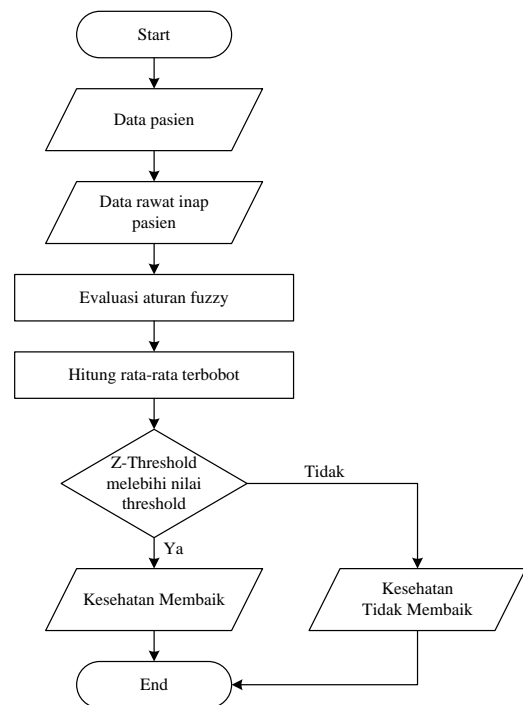 Start
Data pasien
Data rawat inap
pasien
Evaluasi aturan fuzzy
Hitung rata-rata terbobot
Z-Threshold
melebihi nilai
threshold
Tidak
Ya
Kesehatan Membaik
Kesehatan
Tidak Membaik
End